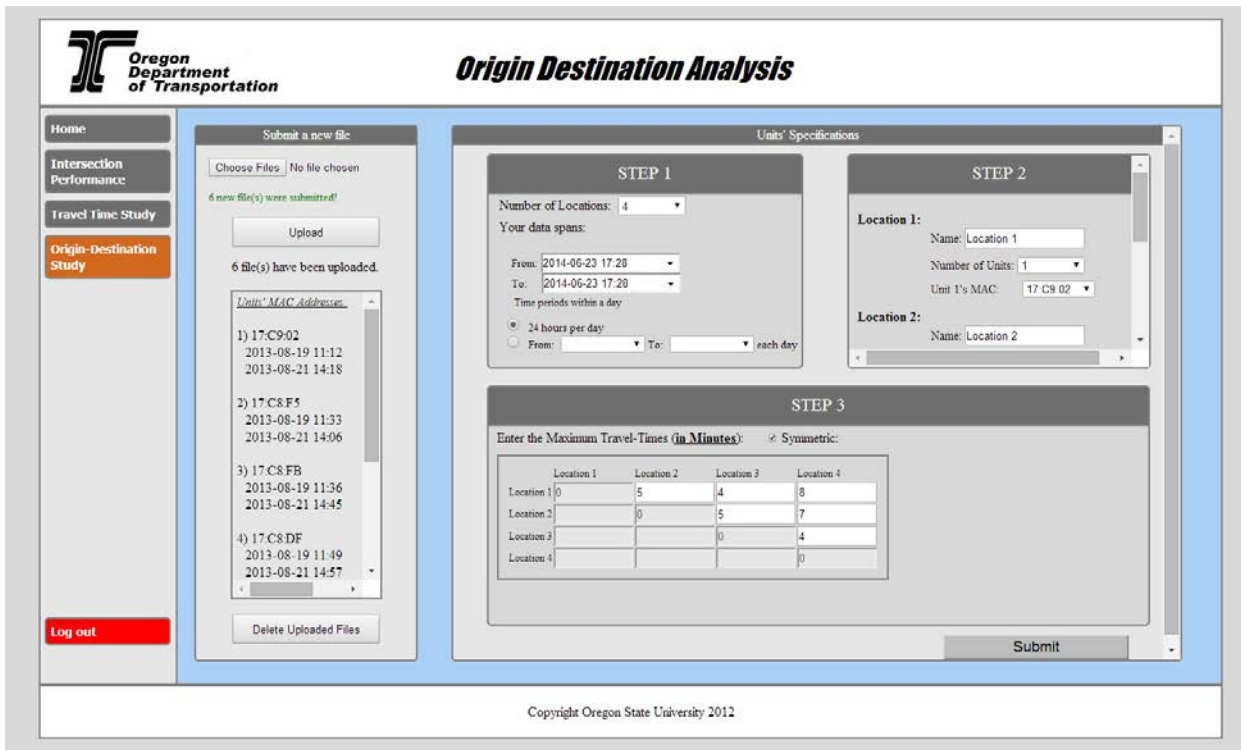 Oregon
Department
of Transportation
Origin Destination Analysis
Home
Intersection
Performance
Travel Time Study
Origin-Destination
Study
Log out
Submit a new file
Choose Files No file chosen
6 new file(s) were submitted!
Upload
6 file(s) have been uploaded.
Units' MAC Addresses
1) 17:C9:02
2013-08-19 11:12
2013-08-21 14:18
2) 17:C8:F5
2013-08-19 11:33
2013-08-21 14:06
3) 17:C8:FB
2013-08-19 11:36
2013-08-21 14:45
4) 17:C8:DF
2013-08-19 11:49
2013-08-21 14:57
Delete Uploaded Files
Units' Specifications
STEP 1
Number of Locations: 4
Your data spans:
From: 2014-06-23 17:28
To: 2014-06-23 17:28
Time periods within a day
24 hours per day
From: To: each day
STEP 2
Location 1:
Name: Location 1
Number of Units: 1
Unit 1's MAC: 17 C9 02
Location 2:
Name: Location 2
STEP 3
Enter the Maximum Travel-Times (in Minutes): Symmetric:
Location 1 Location 2 Location 3 Location 4
Location 1 0 5 4 8
Location 2 0 5 7
Location 3 0 4
Location 4 0
Submit
Copyright Oregon State University 2012